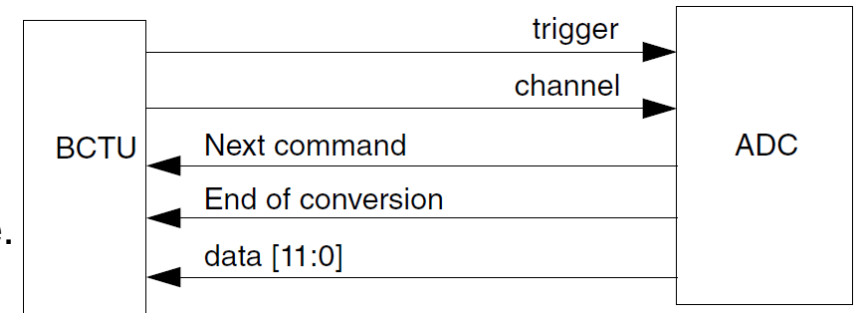 trigger
channel
BCTU
Next command
ADC
End of conversion
e.
data [11:0]